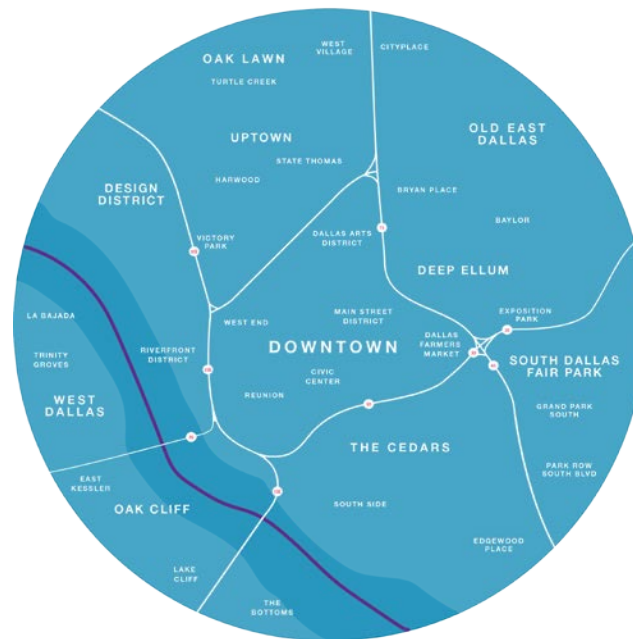 WEST
VILLAGE
CITYPLACE
OAK LAWN
TURTLE CREEK
UPTOWN
STATE THOMAS
HARWOOD
OLD EAST
DALLAS
DESIGN
DISTRICT
BRYAN PLACE
BAYLOR
VICTORY
PARK
DALLAS ARTS
DISTRICT
DEEP ELLUM
LA BAJADA
WEST END
MAIN STREET
DISTRICT
EXPOSITION
PARK
DALLAS
FARMERS
MARKET
DOWNTOWN
TRINITY
GROVES
RIVERFRONT
DISTRICT
CIVIC
CENTER
SOUTH DALLAS
FAIR PARK
WEST
DALLAS
REUNION
GRAND PARK
SOUTH
THE CEDARS
EAST
KESSLER
PARK ROW
SOUTH BLVD
OAK CLIFF
SOUTH SIDE
EDGEWOOD
PLACE
LAKE
CLIFF
THE
BOTTOMS